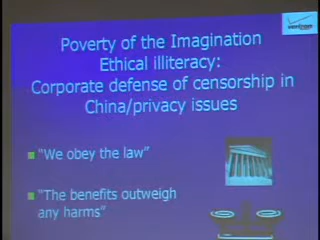 Poverty of the Imagination
Ethical illiteracy:
Corporate defense of censorship in
China/privacy issues
"We obey the law"
"The benefits outweigh
any harms"